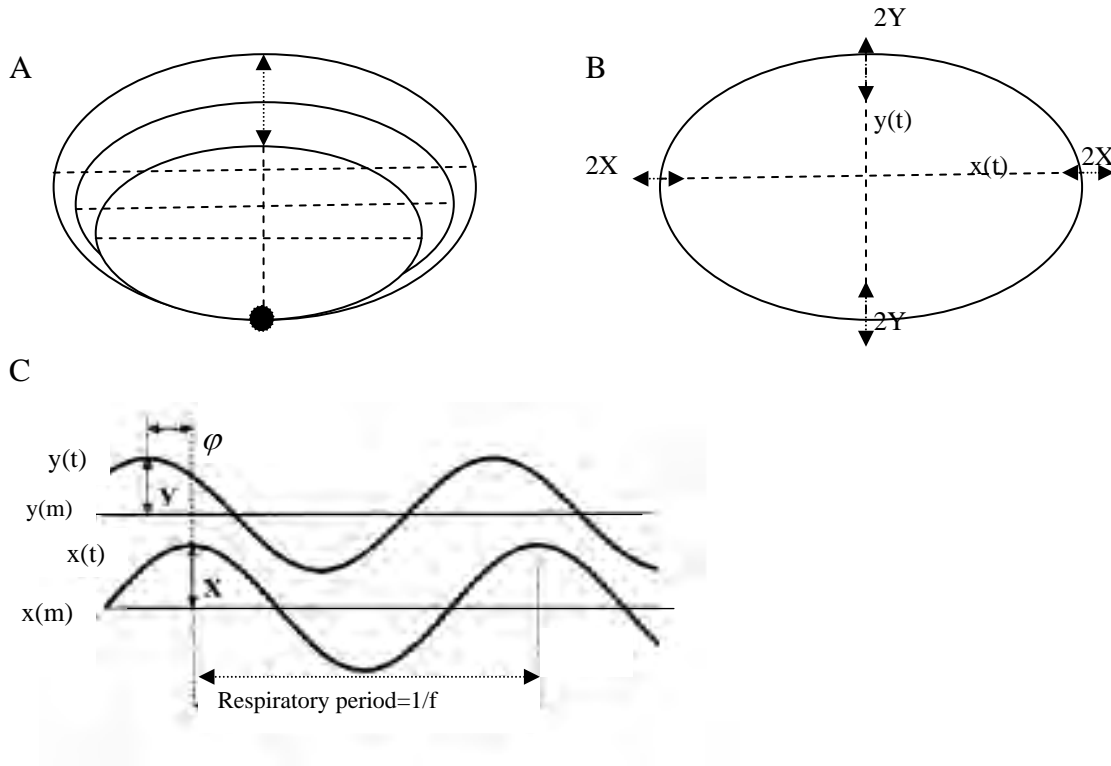 A
B
2Y
y(t)
2X
x(t)
2X
2Y
C
φ
y(t)
Y
y(m)
x(t)
X
x(m)
Respiratory period=1/f